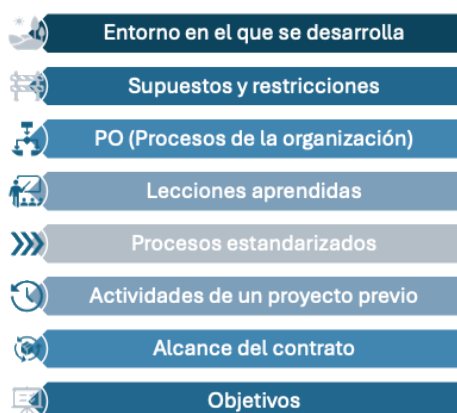 Entorno en el que se desarrolla
Supuestos y restricciones
PO (Procesos de la organización)
Lecciones aprendidas
Procesos estandarizados
Actividades de un proyecto previo
Alcance del contrato
Objetivos